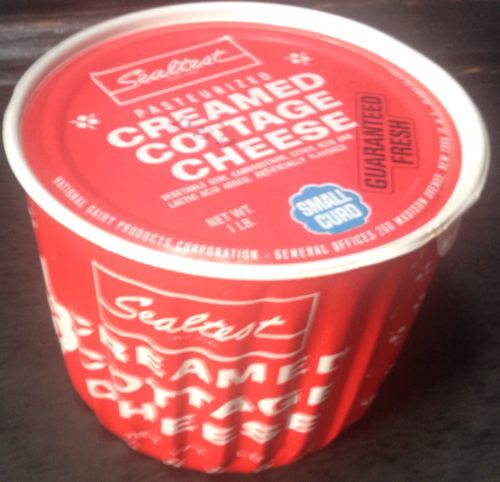 Sealtest
PASTEURIZED
CREAMED
COTTAGE
CHEESE
VEGETABLE GUM, CARRAGEENAN, CITRIC ACID AND
LACTIC ACID ADDED, ARTIFICIALLY FLAVORED
NET WT.
1 LB.
SMALL
CURD
GUARANTEED
FRESH
NATIONAL DAIRY PRODUCTS CORPORATION - GENERAL OFFICES: 260 MADISON AVENUE, NEW YORK
Sealtest
CREAMED
COTTAGE
CHEESE